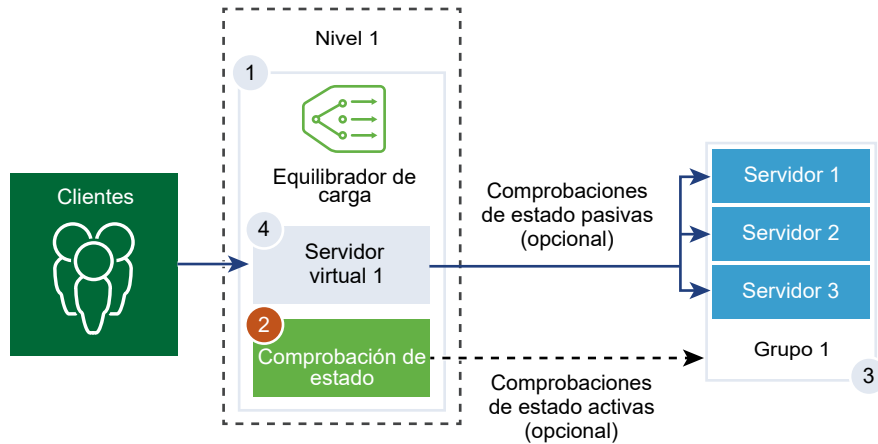 Nivel 1
1
Equilibrador de
carga
Clientes
4
Servidor
virtual 1
2
Comprobación de
estado
Comprobaciones
de estado pasivas
(opcional)
Comprobaciones
de estado activas
(opcional)
Servidor 1
Servidor 2
Servidor 3
Grupo 1
3